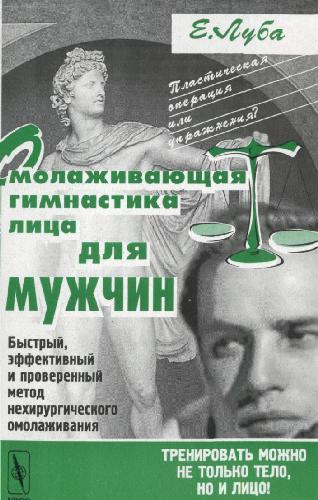 Е.Луба
Пластическая
операция
или
упражнения?
Омолаживающая
гимнастика
лица
для
МУЖЧИН
Быстрый,
эффективный
и проверенный
метод
нехирургического
омолаживания
ТРЕНИРОВАТЬ МОЖНО
НЕ ТОЛЬКО ТЕЛО,
НО И ЛИЦО!